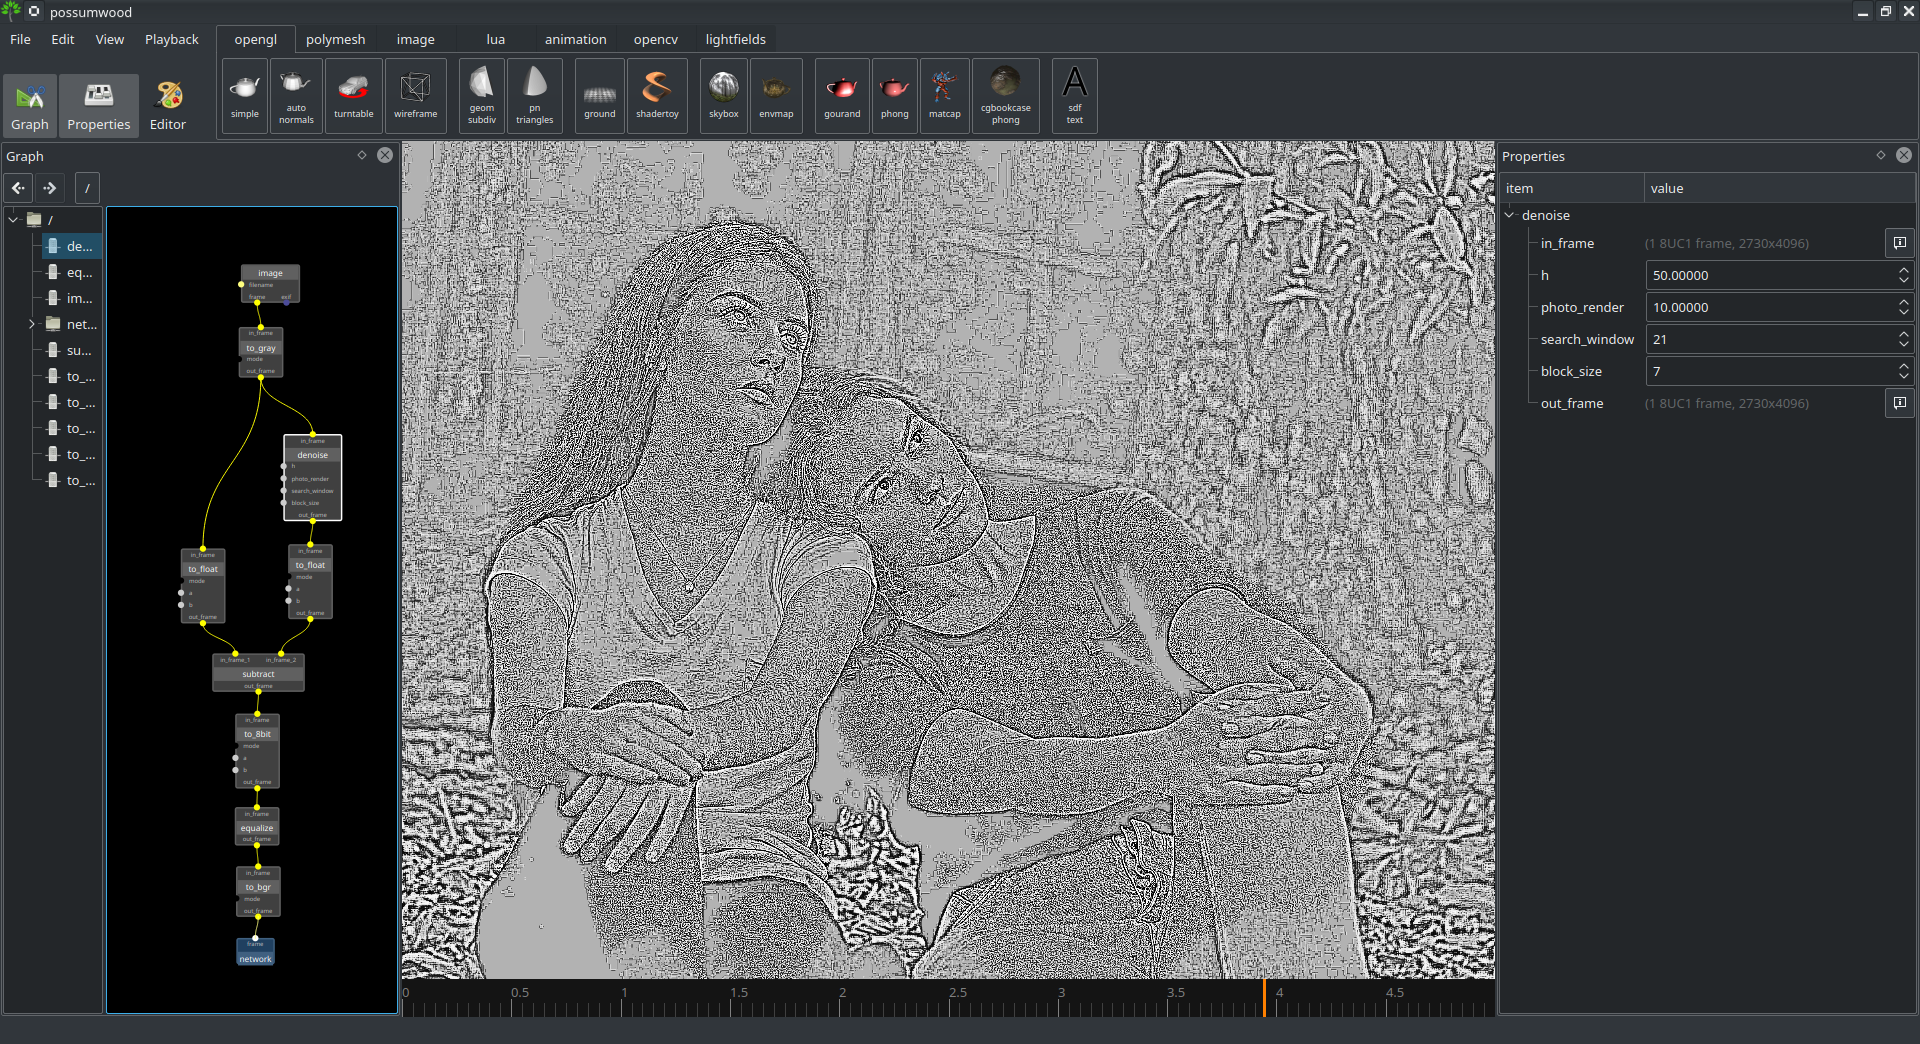 possumwood
File Edit View Playback
opengl polymesh image lua animation opencv lightfields
Graph Properties Editor
simple auto normals turntable wireframe geom subdiv pn triangles ground shadertoy skybox envmap gourand phong matcap cgbookcase phong sdf text
Graph
/
/
de...
eq...
im...
net...
su...
to_...
to_...
to_...
to_...
to_...
image
filename
frame exif
in_frame
to_gray
mode
out_frame
in_frame
denoise
h
photo_render
search_window
block_size
out_frame
in_frame
to_float
mode
a
b
out_frame
in_frame
to_float
mode
a
b
out_frame
in_frame_1 in_frame_2
subtract
out_frame
in_frame
to_8bit
mode
a
b
out_frame
in_frame
equalize
out_frame
in_frame
to_bgr
mode
out_frame
frame
network
0 0.5 1 1.5 2 2.5 3 3.5 4 4.5
Properties
item value
denoise
in_frame (1 8UC1 frame, 2730x4096)
h 50.00000
photo_render 10.00000
search_window 21
block_size 7
out_frame (1 8UC1 frame, 2730x4096)